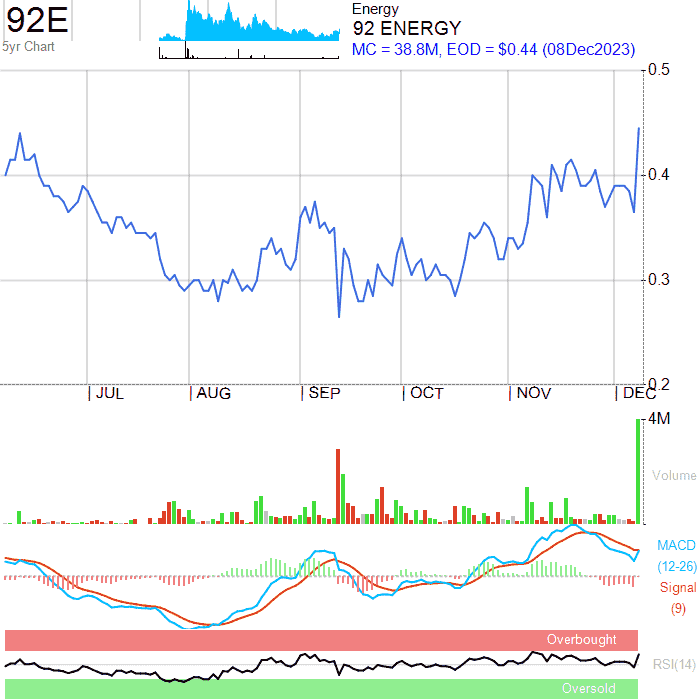 92E
5yr Chart
Energy
92 ENERGY
MC = 38.8M, EOD = $0.44 (08Dec2023)
0.5
0.4
0.3
0.2
JUL
AUG
SEP
OCT
NOV
DEC
4M
Volume
MACD
(12-26)
Signal
(9)
Overbought
RSI(14)
Oversold